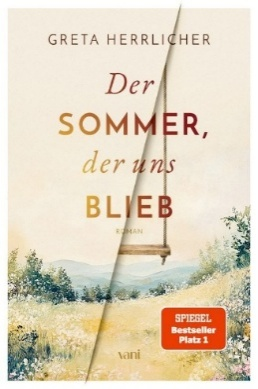 GRETA HERRLICHER
Der
SOMMER,
der uns
BLIEB
ROMAN
SPIEGEL
Bestseller
Platz 1
vani